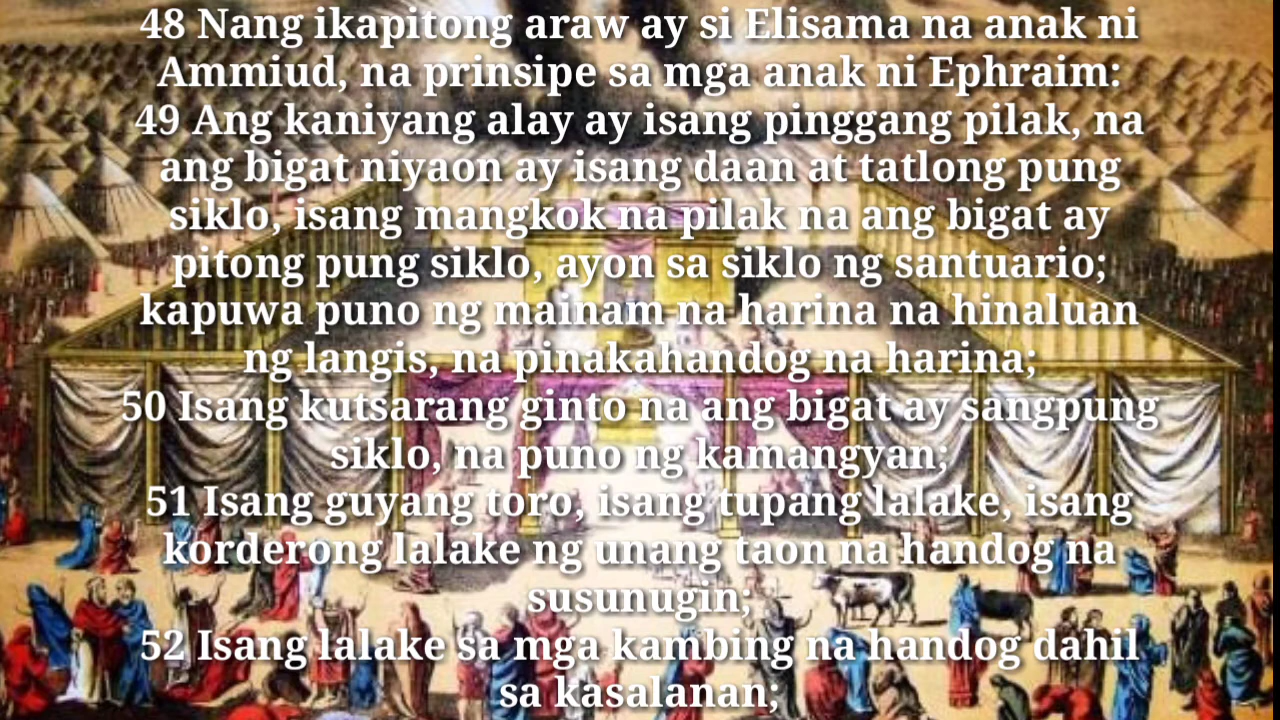 48 Nang ikapitong araw ay si Elisama na anak ni
Ammiud, na prinsipe sa mga anak ni Ephraim:
49 Ang kaniyang alay ay isang pinggang pilak, na
ang bigat niyaon ay isang daan at tatlong pung
siklo, isang mangkok na pilak na ang bigat ay
pitong pung siklo, ayon sa siklo ng santuario;
kapuwa puno ng mainam na harina na hinaluan
ng langis, na pinakahandog na harina;
50 Isang kutsarang ginto na ang bigat ay sangpung
siklo, na puno ng kamangyan;
51 Isang guyang toro, isang tupang lalake, isang
korderong lalake ng unang taon na handog na
susunugin;
52 Isang lalake sa mga kambing na handog dahil
sa kasalanan;